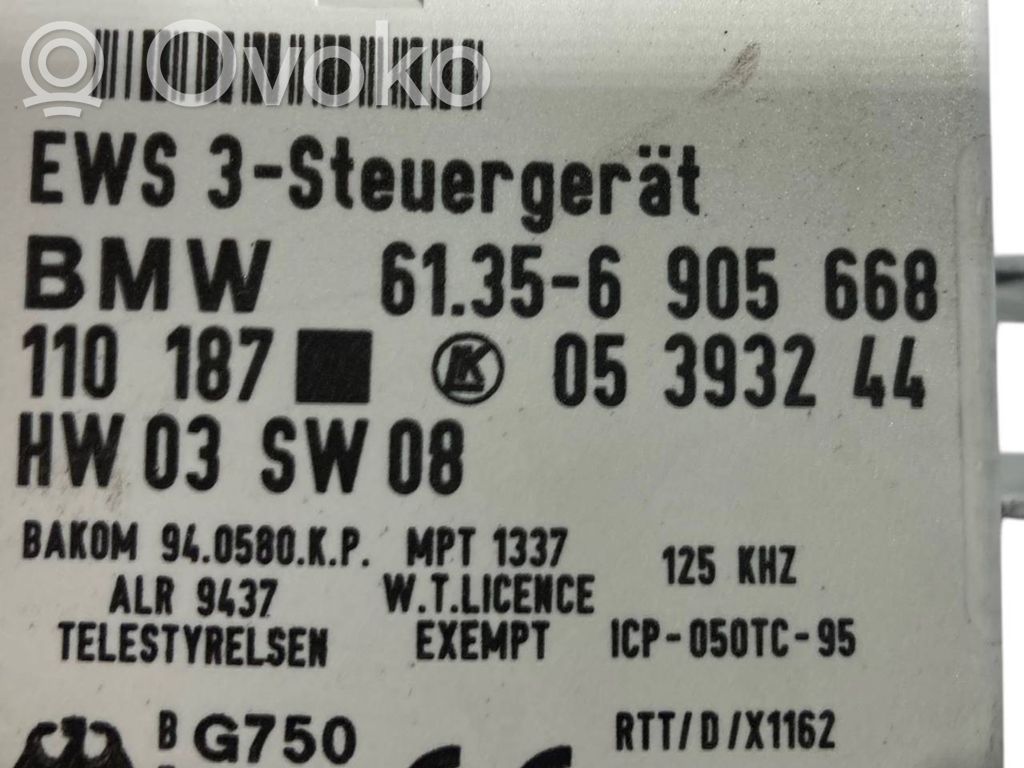 Ovoko
EWS 3-Steuergerät
BMW 61.35-6 905 668
110 187 LK 05 3932 44
HW 03 SW 08
BAKOM 94.0580.K.P. MPT 1337 125 KHZ
ALR 9437 W.T.LICENCE
TELESTYRELSEN EXEMPT ICP-050TC-95
B G750 RTT/D/X1162